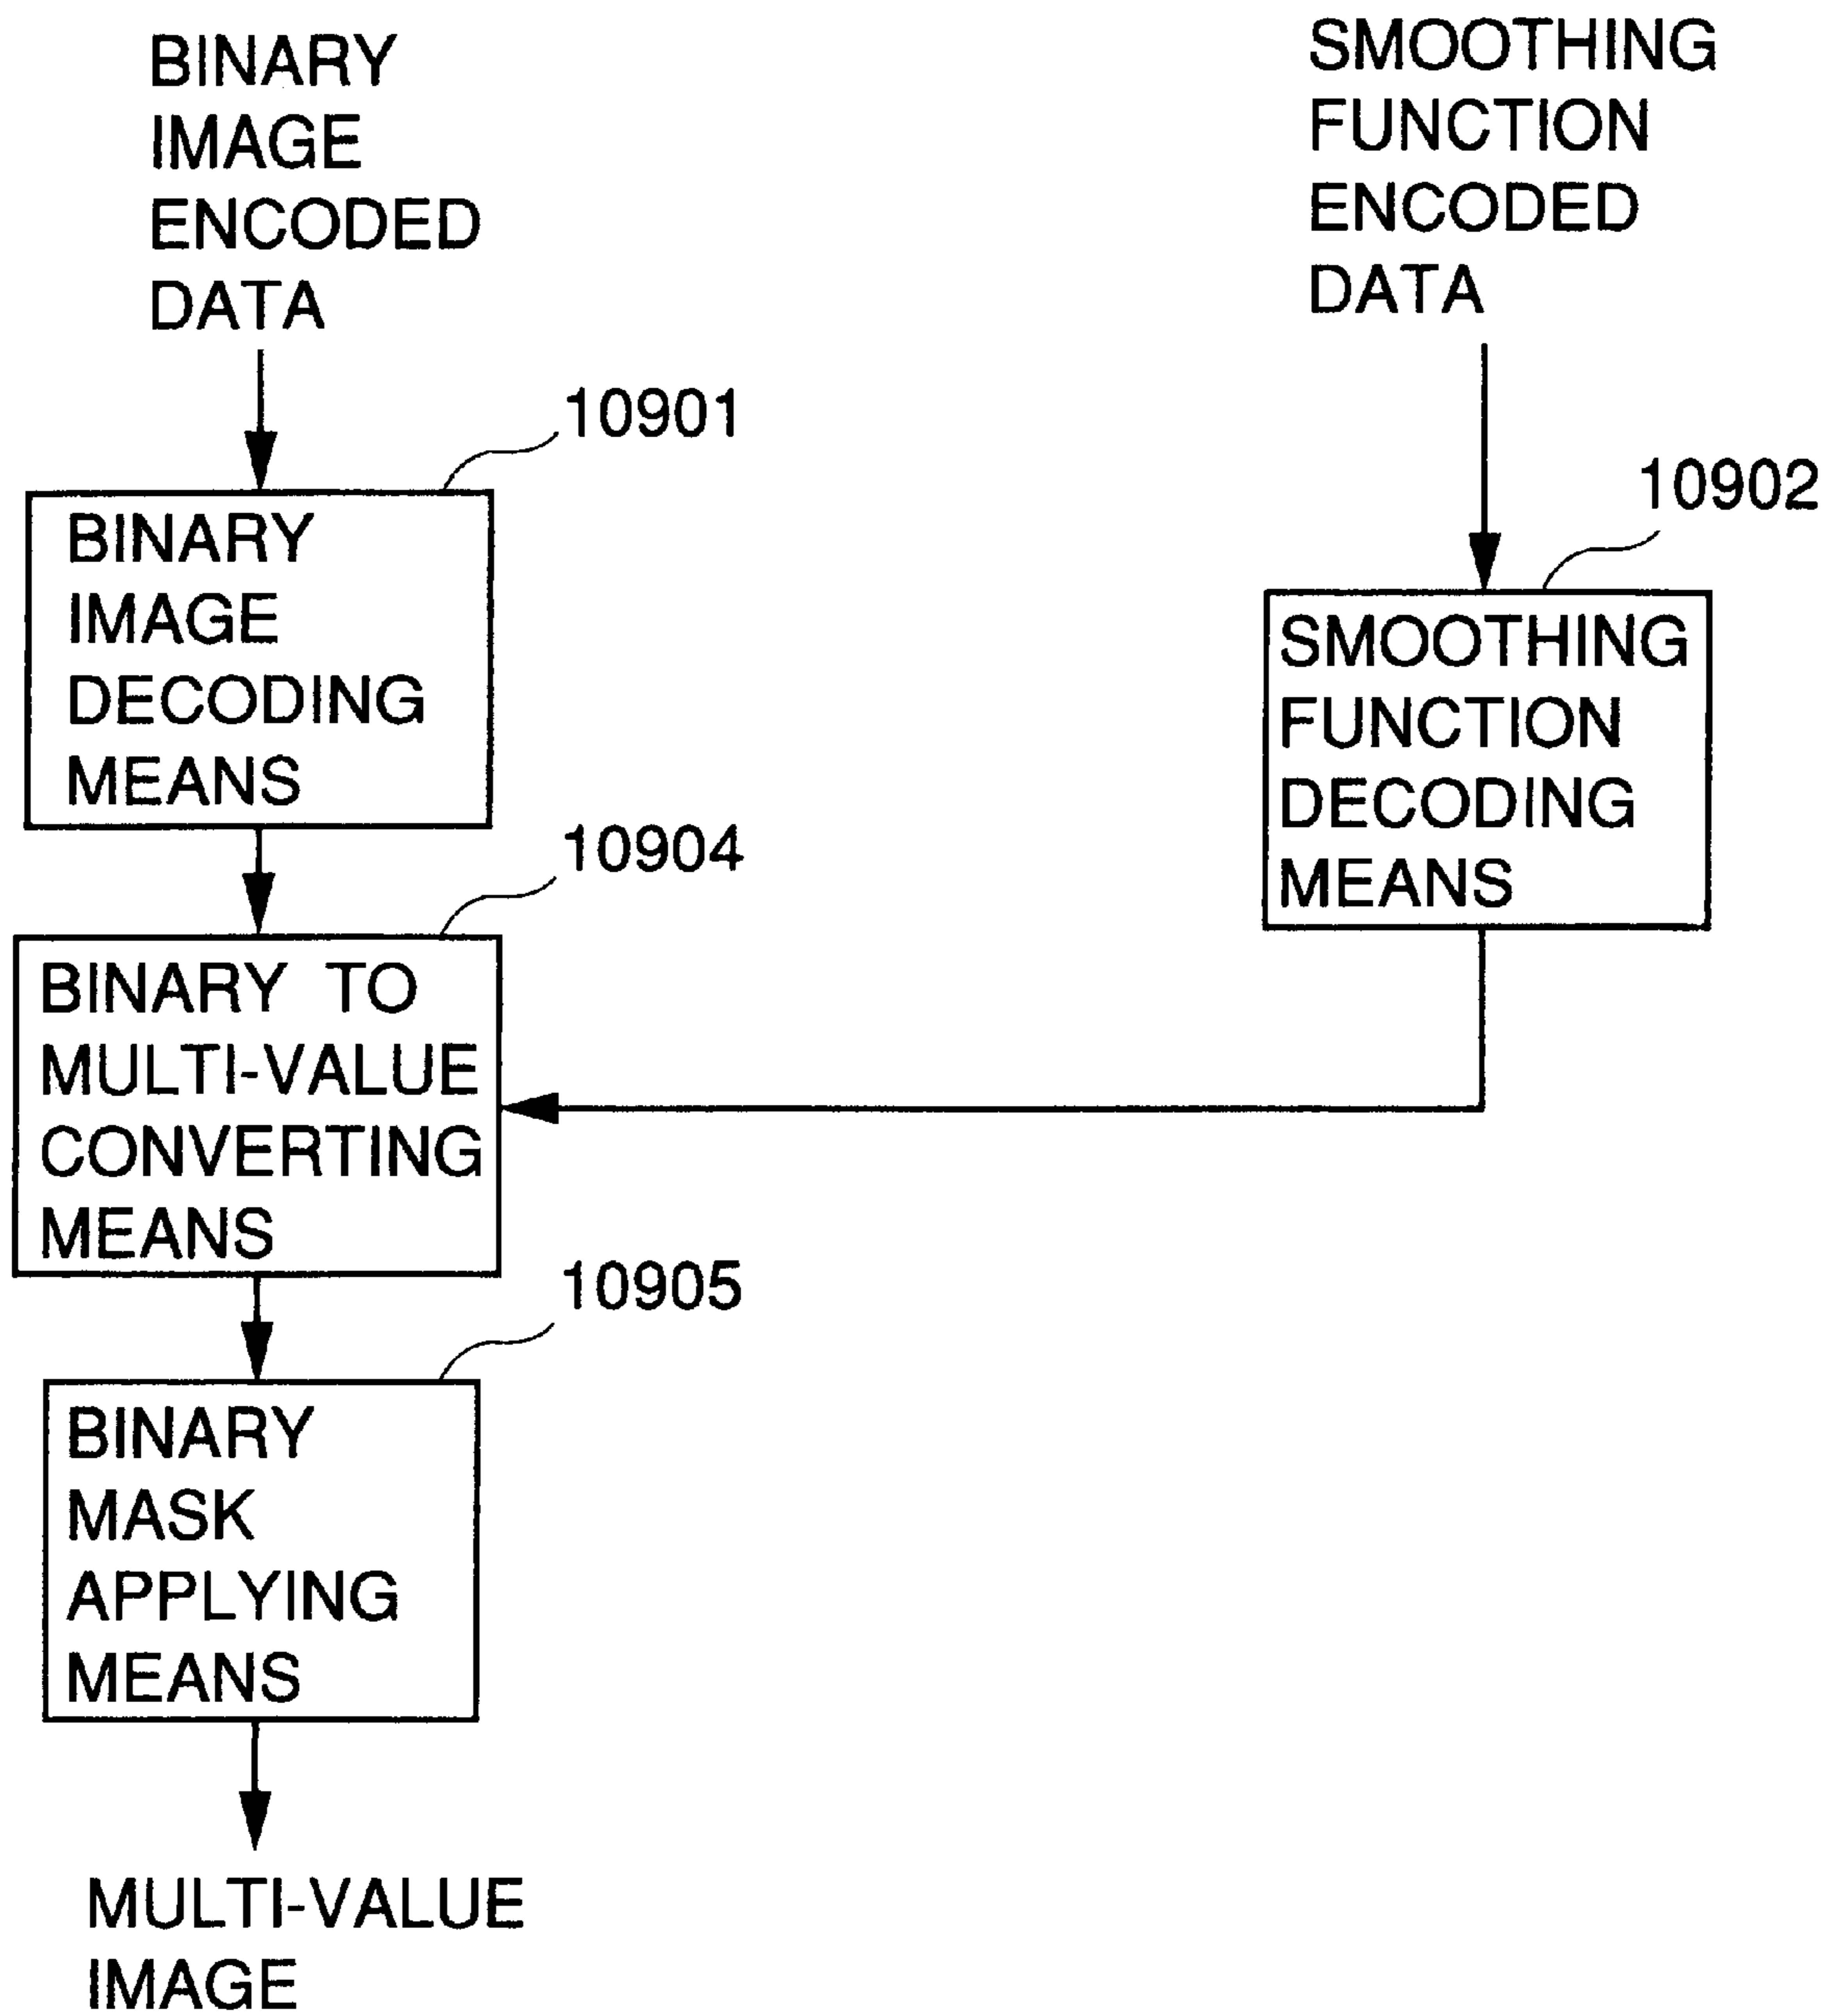 BINARY
IMAGE
ENCODED
DATA
SMOOTHING
FUNCTION
ENCODED
DATA
10901
BINARY
IMAGE
DECODING
MEANS
10902
SMOOTHING
FUNCTION
DECODING
MEANS
10904
BINARY TO
MULTI-VALUE
CONVERTING
MEANS
10905
BINARY
MASK
APPLYING
MEANS
MULTI-VALUE
IMAGE